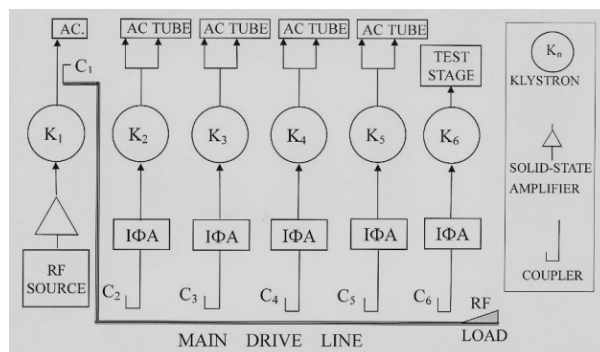 AC.
AC TUBE
AC TUBE
AC TUBE
AC TUBE
C1
TEST
STAGE
Kn
KLYSTRON
K1
K2
K3
K4
K5
K6
SOLID-STATE
AMPLIFIER
IΦA
IΦA
IΦA
IΦA
IΦA
RF
SOURCE
C2
C3
C4
C5
C6
RF
LOAD
COUPLER
MAIN DRIVE LINE